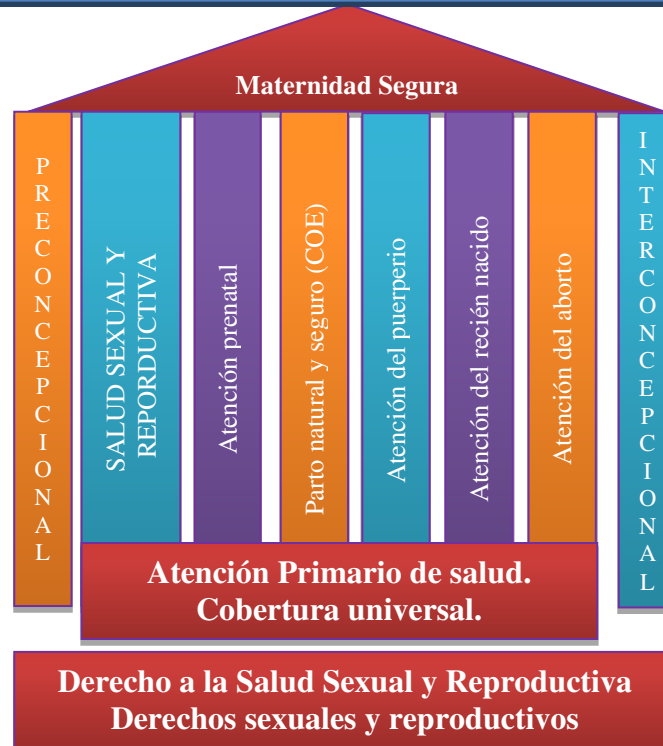 Maternidad Segura
PRECONCEPCIONAL
SALUD SEXUAL Y
REPORDUCTIVA
Atención prenatal
Parto natural y seguro (COE)
Atención del puerperio
Atención del recién nacido
Atención del aborto
INTERCONCEPCIONAL
Atención Primario de salud.
Cobertura universal.
Derecho a la Salud Sexual y Reproductiva
Derechos sexuales y reproductivos